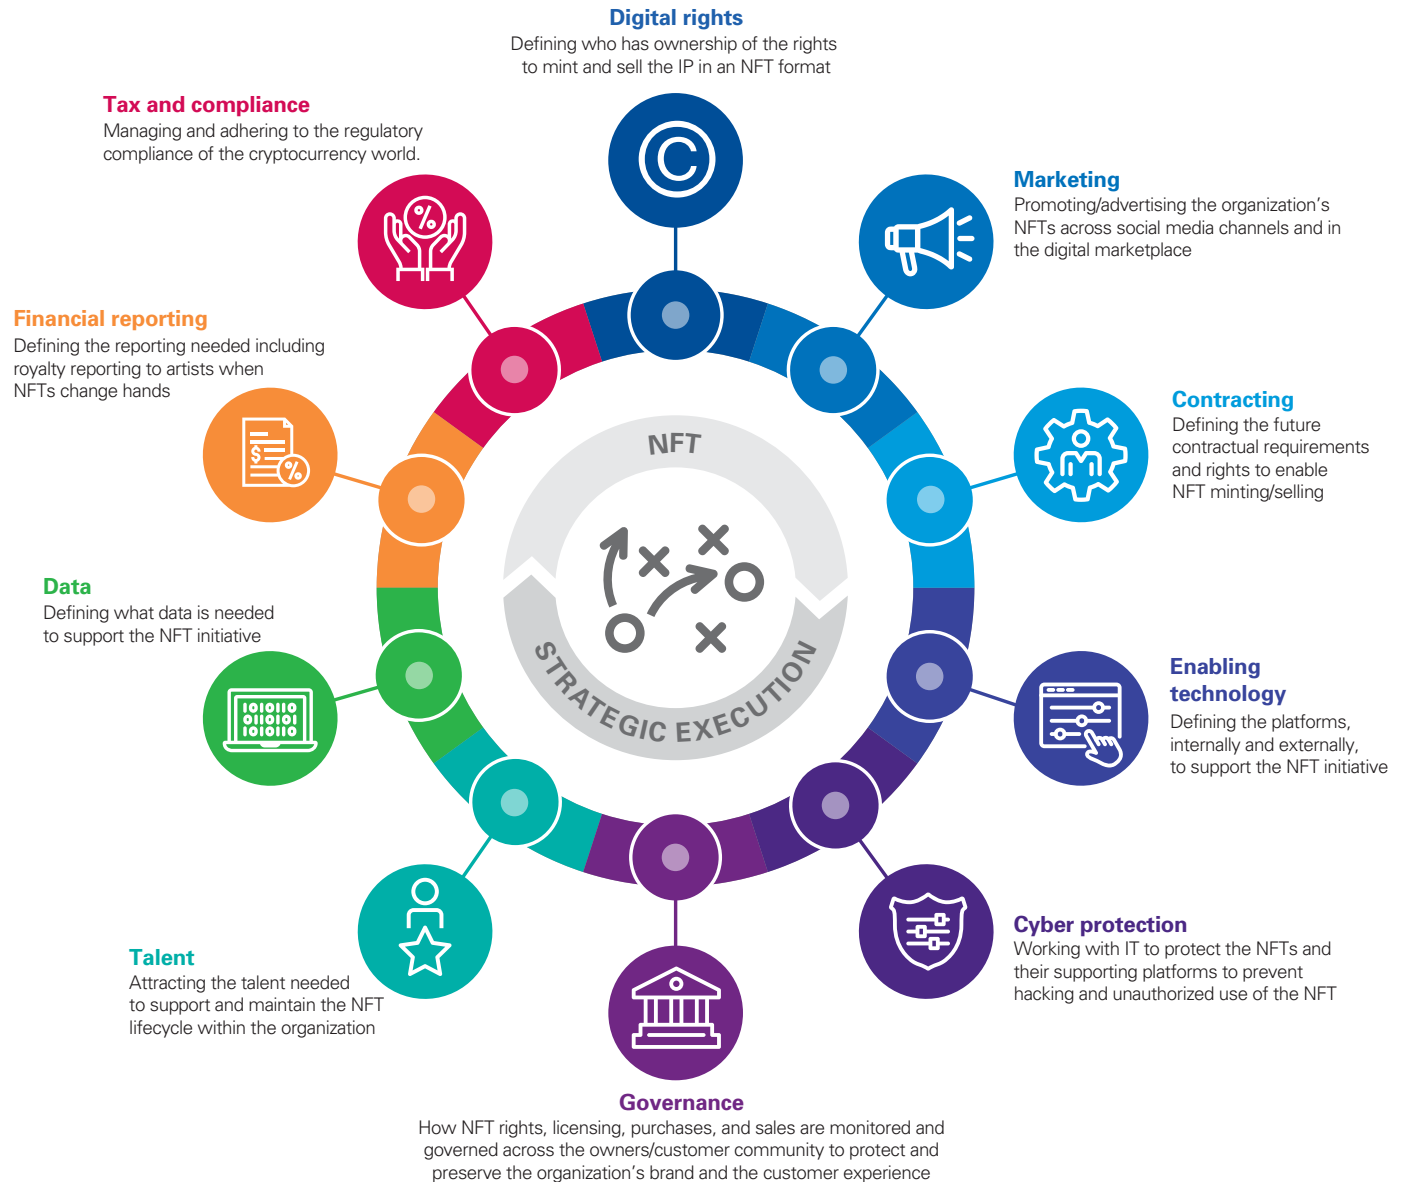 Digital rights
Defining who has ownership of the rights
to mint and sell the IP in an NFT format
Marketing
Promoting/advertising the organization’s
NFTs across social media channels and in
the digital marketplace
Contracting
Defining the future
contractual requirements
and rights to enable
NFT minting/selling
Enabling
technology
Defining the platforms,
internally and externally,
to support the NFT initiative
Cyber protection
Working with IT to protect the NFTs and
their supporting platforms to prevent
hacking and unauthorized use of the NFT
Governance
How NFT rights, licensing, purchases, and sales are monitored and
governed across the owners/customer community to protect and
preserve the organization’s brand and the customer experience
Talent
Attracting the talent needed
to support and maintain the NFT
lifecycle within the organization
Data
Defining what data is needed
to support the NFT initiative
010110
011010
010110
Financial reporting
Defining the reporting needed including
royalty reporting to artists when
NFTs change hands
$
%
Tax and compliance
Managing and adhering to the regulatory
compliance of the cryptocurrency world.
%
©
NFT
STRATEGIC EXECUTION